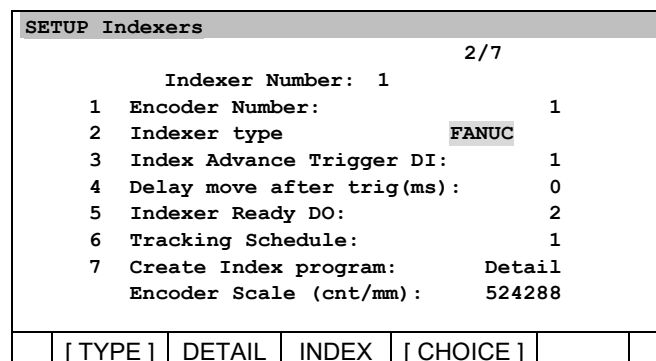 SETUP Indexers
2/7
Indexer Number: 1
1 Encoder Number: 1
2 Indexer type FANUC
3 Index Advance Trigger DI: 1
4 Delay move after trig(ms): 0
5 Indexer Ready DO: 2
6 Tracking Schedule: 1
7 Create Index program: Detail
Encoder Scale (cnt/mm): 524288
[ TYPE ] DETAIL INDEX [ CHOICE ]